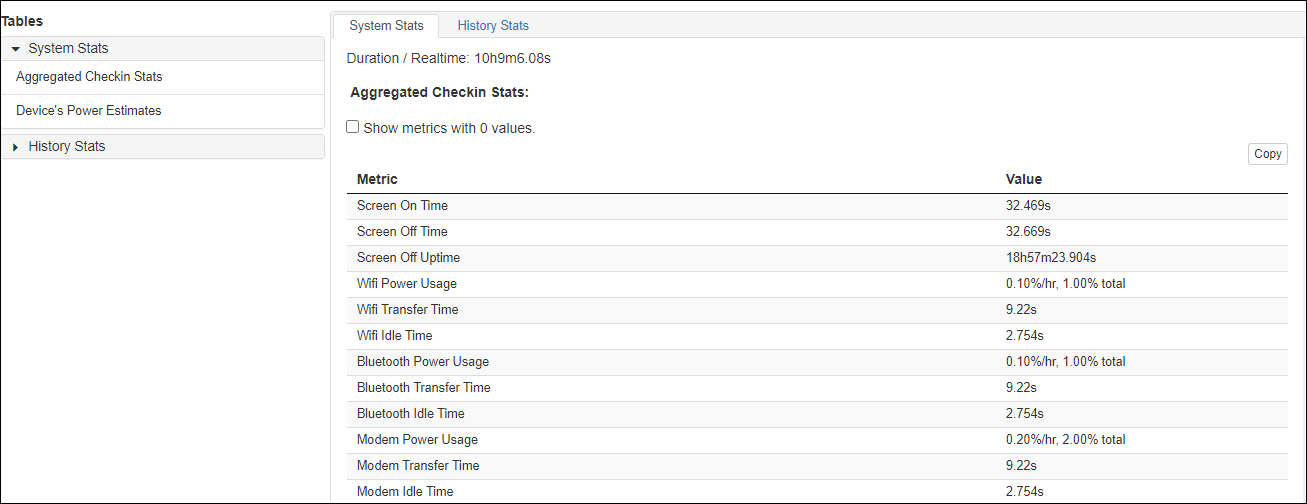 Tables
System Stats
Aggregated Checkin Stats
Device's Power Estimates
History Stats
System Stats History Stats
Duration / Realtime: 10h9m6.08s
Aggregated Checkin Stats:
Show metrics with 0 values.
Copy
Metric Value
Screen On Time 32.469s
Screen Off Time 32.669s
Screen Off Uptime 18h57m23.904s
Wifi Power Usage 0.10%/hr, 1.00% total
Wifi Transfer Time 9.22s
Wifi Idle Time 2.754s
Bluetooth Power Usage 0.10%/hr, 1.00% total
Bluetooth Transfer Time 9.22s
Bluetooth Idle Time 2.754s
Modem Power Usage 0.20%/hr, 2.00% total
Modem Transfer Time 9.22s
Modem Idle Time 2.754s